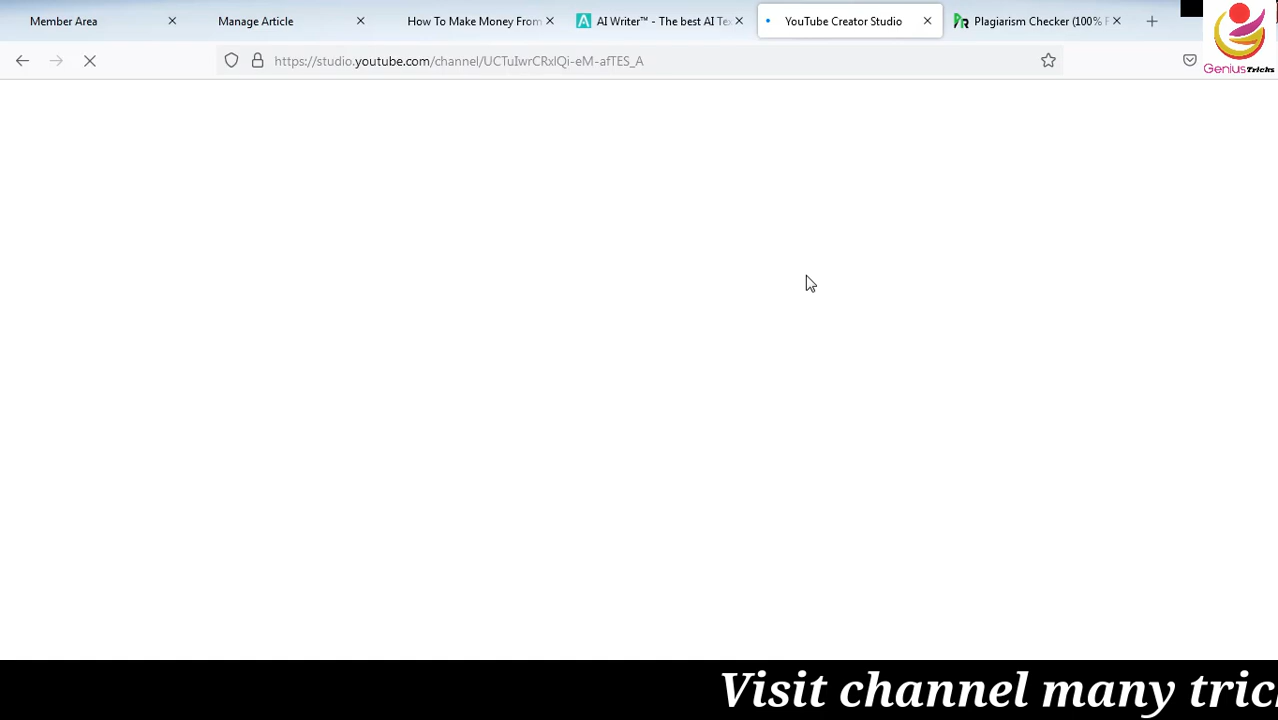 Member Area
Manage Article
How To Make Money From
AI Writer™ - The best AI Tex
YouTube Creator Studio
Plagiarism Checker (100% F
https://studio.youtube.com/channel/UCTuIwrCRxlQi-eM-afTES_A
Genius Tricks
Visit channel many tric